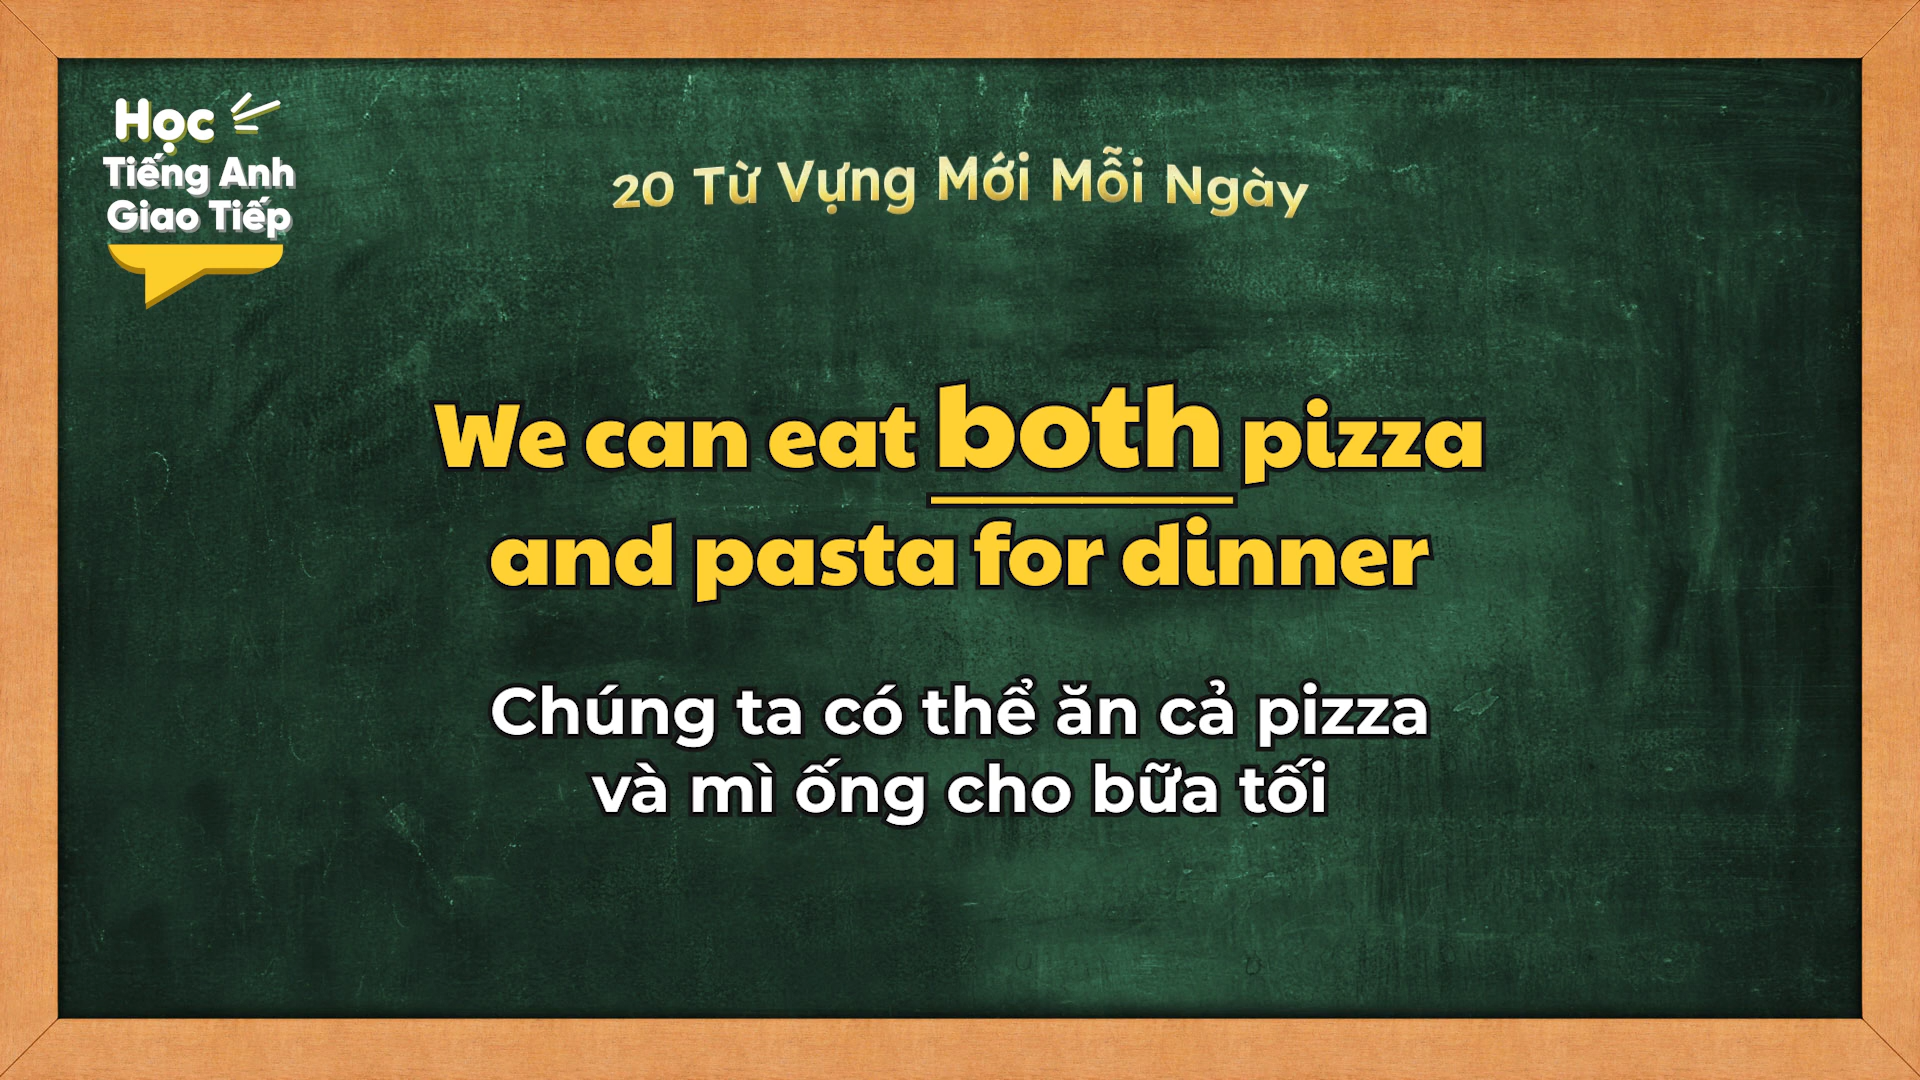 Học
Tiếng Anh
Giao Tiếp
20 Từ Vựng Mới Mỗi Ngày
We can eat both pizza
and pasta for dinner
Chúng ta có thể ăn cả pizza
và mì ống cho bữa tối